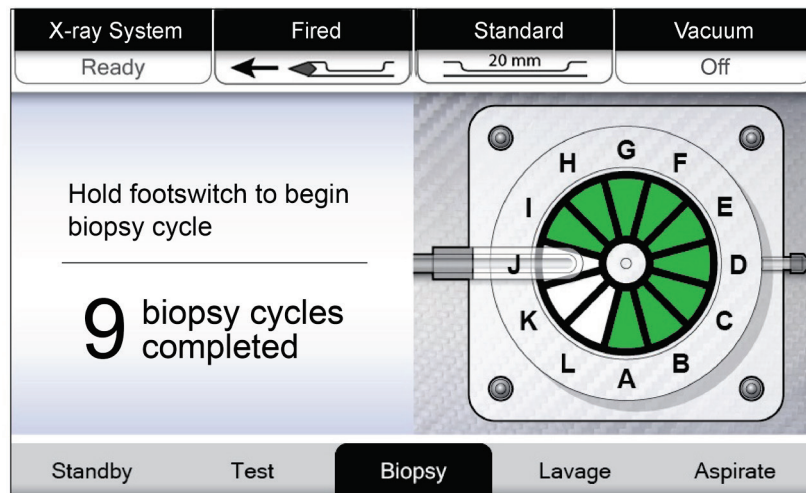 X-ray System
Fired
Standard
Vacuum
Ready
20 mm
Off
Hold footswitch to begin
biopsy cycle
9 biopsy cycles
completed
G
H
F
I
E
J
D
K
C
L
B
A
Standby
Test
Biopsy
Lavage
Aspirate